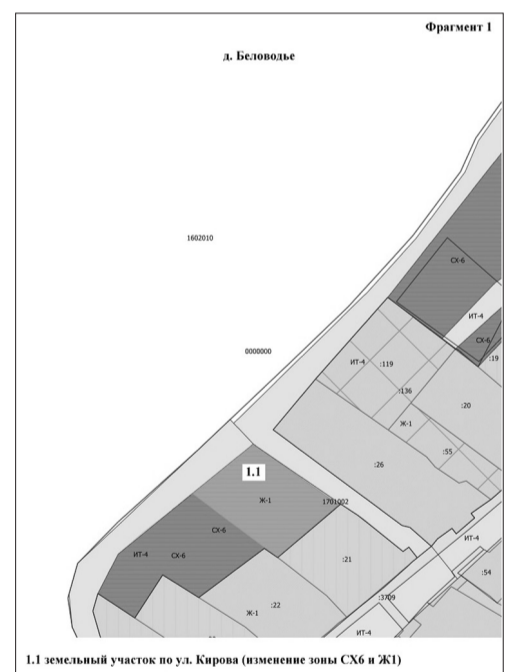 Фрагмент 1
д. Беловодье
1602010
СХ-6
ИТ-4
СХ-6
0000000
:19
ИТ-4
:119
:136
:20
Ж-1
:55
:26
1.1
Ж-1
1701002
СХ-6
ИТ-4
ИТ-4
СХ-6
:21
:54
:3709
:22
Ж-1
ИТ-4
1.1 земельный участок по ул. Кирова (изменение зоны СХ6 и Ж1)